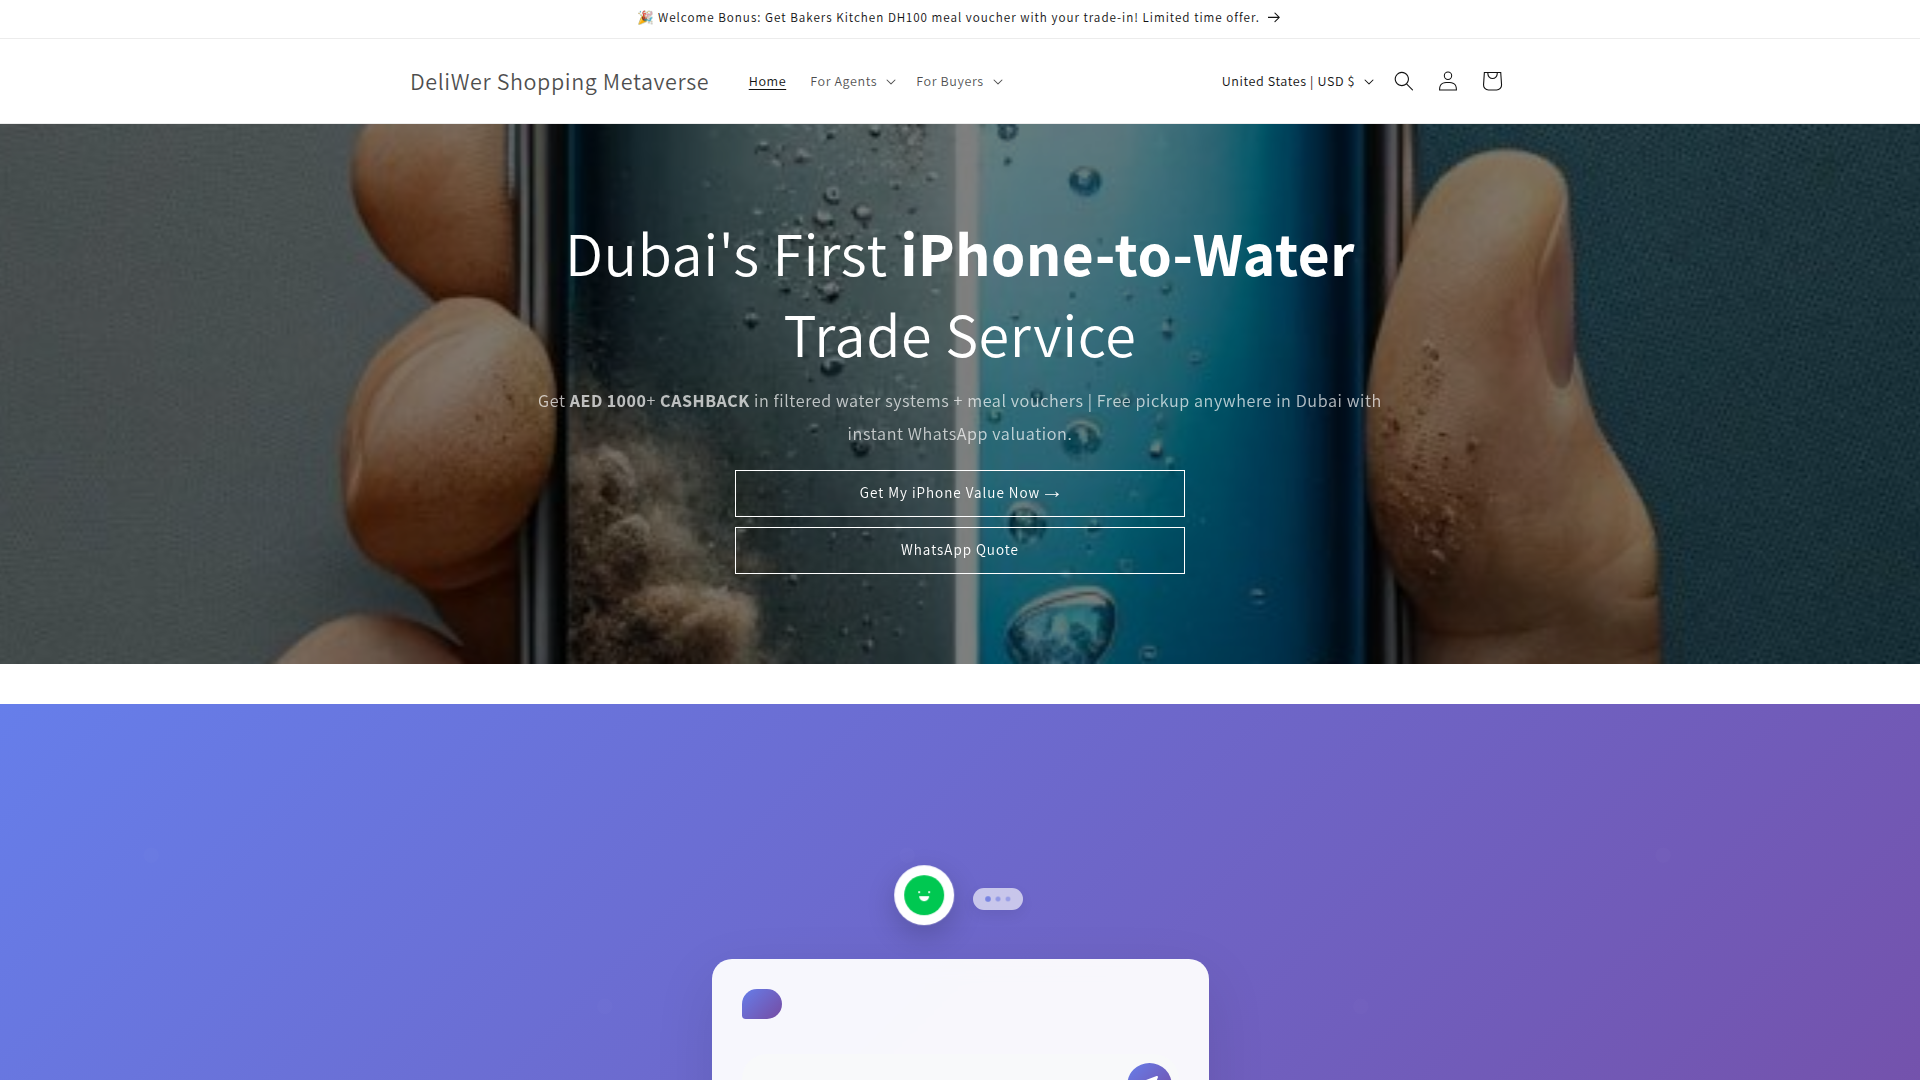 🎉 Welcome Bonus: Get Bakers Kitchen DH100 meal voucher with your trade-in! Limited time offer. →
DeliWer Shopping Metaverse
Home
For Agents
For Buyers
United States | USD $
Dubai's First iPhone-to-Water
Trade Service
Get AED 1000+ CASHBACK in filtered water systems + meal vouchers | Free pickup anywhere in Dubai with
instant WhatsApp valuation.
Get My iPhone Value Now →
WhatsApp Quote